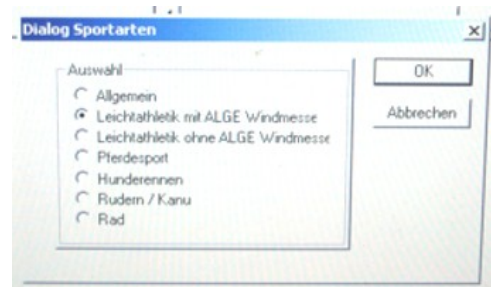 Dialog Sportarten
Auswahl
Allgemein
Leichtathletik mit ALGE Windmesse
Leichtathletik ohne ALGE Windmesse
Pferdesport
Hunderennen
Rudern / Kanu
Rad
OK
Abbrechen